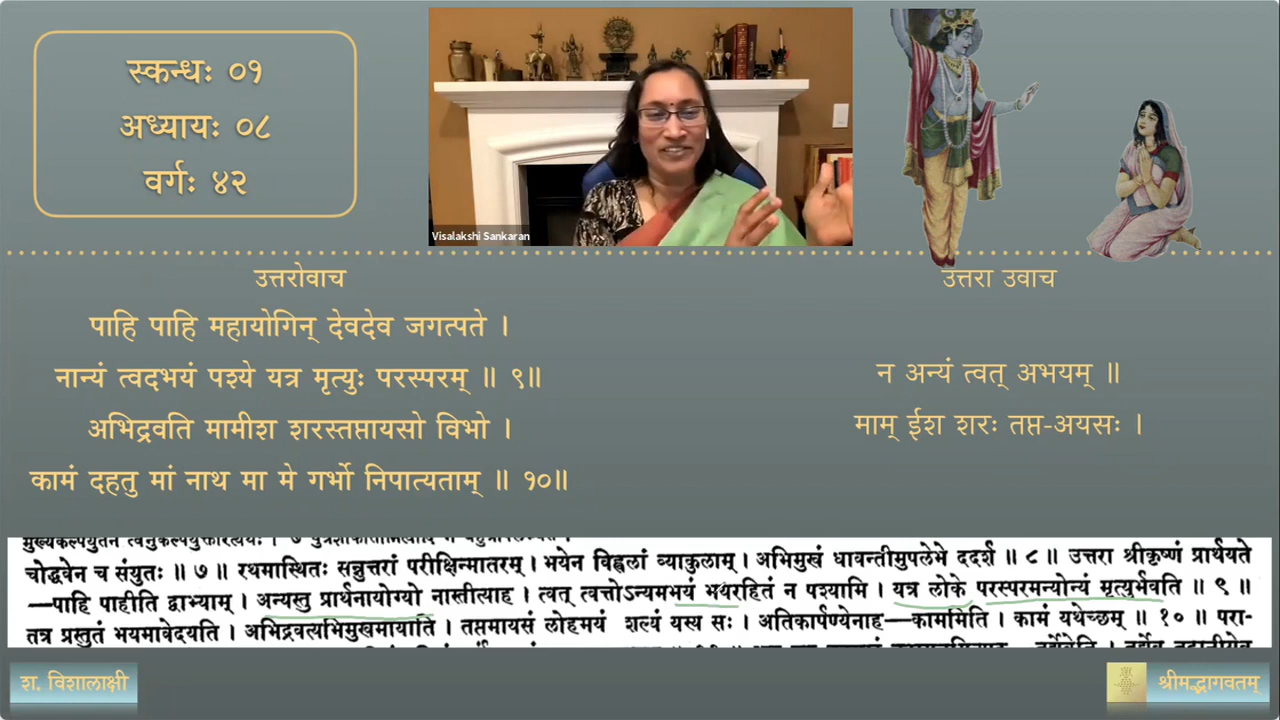 स्कन्धः ०१
अध्यायः ०८
वर्गः ४२
Visalakshi Sankaran
उत्तरोवाच
पाहि पाहि महायोगिन् देवदेव जगत्पते ।
नान्यं त्वदभयं पश्ये यत्र मृत्युः परस्परम् ॥ ९॥
अभिद्रवति मामीश शरस्तप्तायसो विभो ।
कामं दहतु मां नाथ मा मे गर्भो निपात्यताम् ॥ १०॥
उत्तरा उवाच
न अन्यं त्वत् अभयम् ॥
माम् ईश शरः तप्त-अयसः ।
चोद्धवेन च संयुतः ॥ ७ ॥ रथमास्थितः सन्नुत्तरां परीक्षिन्मातरम् । भयेन विह्वलां व्याकुलाम् । अभिमुखं धावन्तीमुपलेभे ददर्श ॥ ८ ॥ उत्तरा श्रीकृष्णं प्रार्थयते
—पाहि पाहीति द्वाभ्याम् । अन्यस्तु प्रार्थनायोग्यो नास्तीत्याह । त्वत् त्वत्तोऽन्यमभयं भयरहितं न पश्यामि । यत्र लोके परस्परमन्योन्यं मृत्युर्भवति ॥ ९ ॥
तत्र प्रस्तुतं भयमावेदयति । अभिद्रवत्यभिमुखमायाति । तप्तमायसं लोहमयं शल्यं यस्य सः । अतिकार्पण्येनाह—काममिति । कामं यथेच्छम् ॥ १० ॥ परा-
श. विशालाक्षी
श्रीमद्भागवतम्